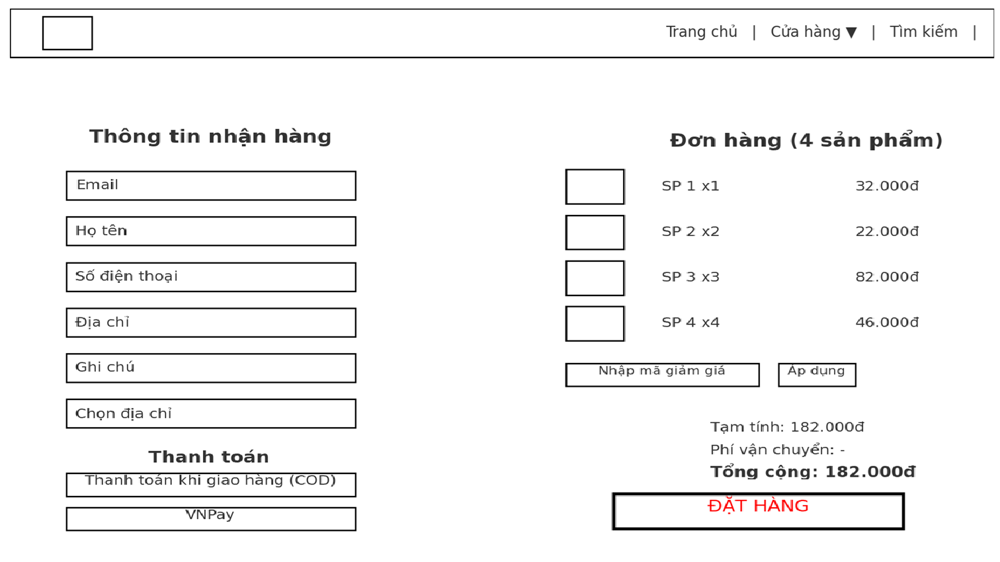 Trang chủ | Cửa hàng ▼ | Tìm kiếm |
Thông tin nhận hàng
Email
Họ tên
Số điện thoại
Địa chỉ
Ghi chú
Chọn địa chỉ
Thanh toán
Thanh toán khi giao hàng (COD)
VNPay
Đơn hàng (4 sản phẩm)
SP 1 x1 32.000đ
SP 2 x2 22.000đ
SP 3 x3 82.000đ
SP 4 x4 46.000đ
Nhập mã giảm giá Áp dụng
Tạm tính: 182.000đ
Phí vận chuyển: -
Tổng cộng: 182.000đ
ĐẶT HÀNG